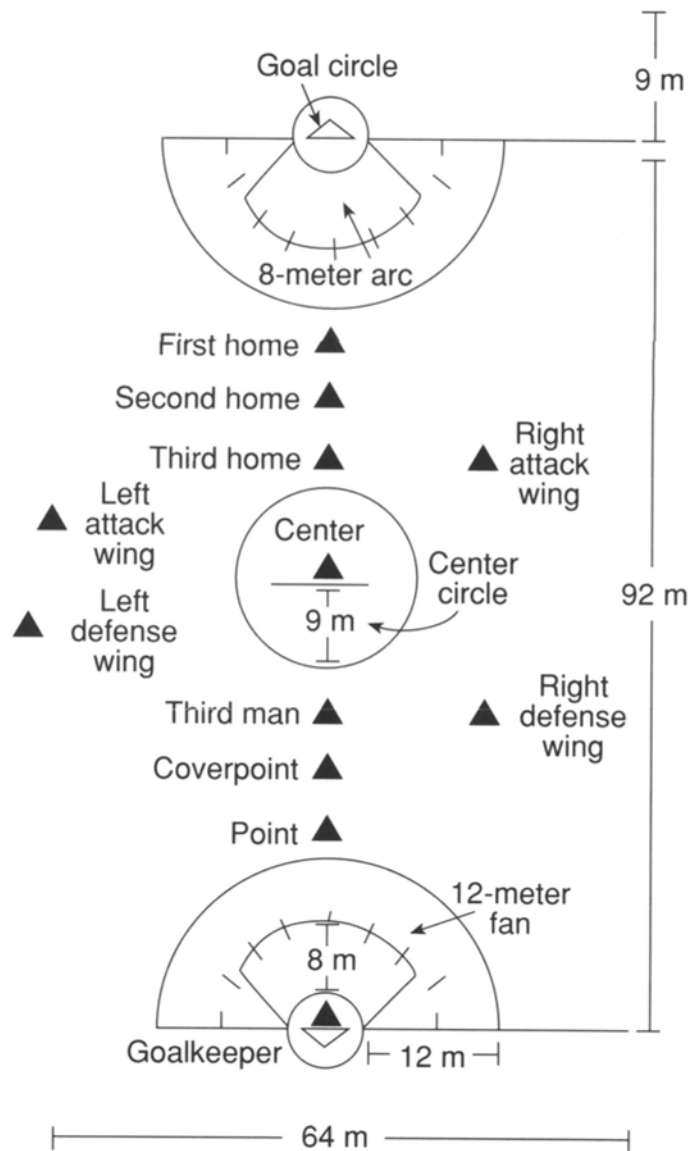 Goal circle
9 m
8-meter arc
First home
Second home
Third home
Right
attack
wing
Left
attack
wing
Center
Center
circle
9 m
92 m
Left
defense
wing
Third man
Right
defense
wing
Coverpoint
Point
12-meter
fan
8 m
Goalkeeper
12 m
64 m